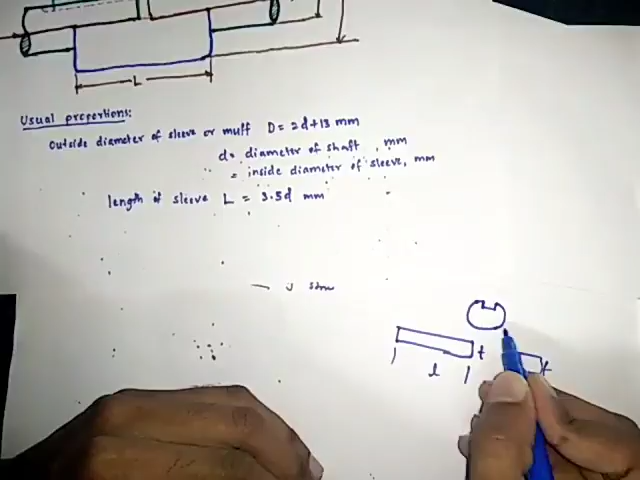 L
Usual proportions:
Outside diameter of sleeve or muff D = 2d+13 mm
d = diameter of shaft , mm
= inside diameter of sleeve, mm
length of sleeve L = 3.5d mm
t
l
t